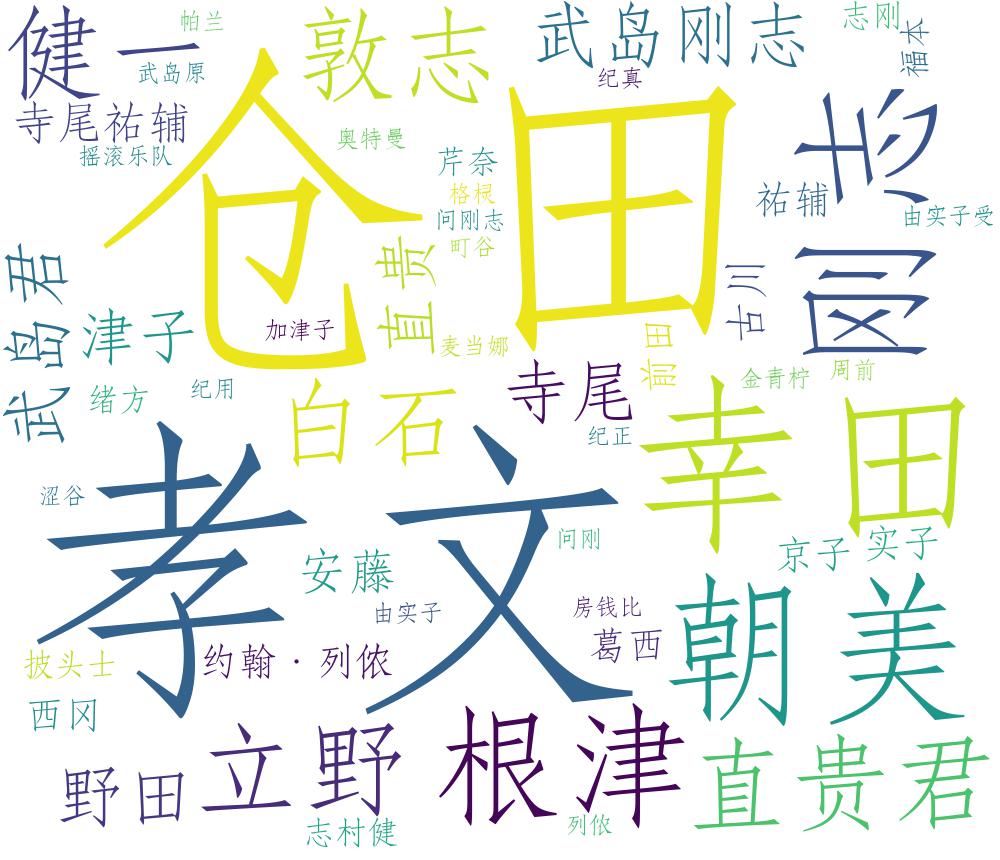 健一
帕兰
武岛原
敦志
武岛刚志
志刚
福本
纪真
寺尾祐辅
摇滚乐队
奥特曼
芹奈
格棂
问刚志
町谷
仓田
祐辅
由实子受
武岛君
津子
加津子
直贵
麦当娜
前田
古川
金青柠
周前
绪方
纪用
白石
寺尾
纪正
幸田
涩谷
孝文
问刚
安藤
由实子
房钱比
京子
实子
披头士
约翰·列侬
葛西
朝美
西冈
野田
立野
根津
直贵君
志村健
列侬